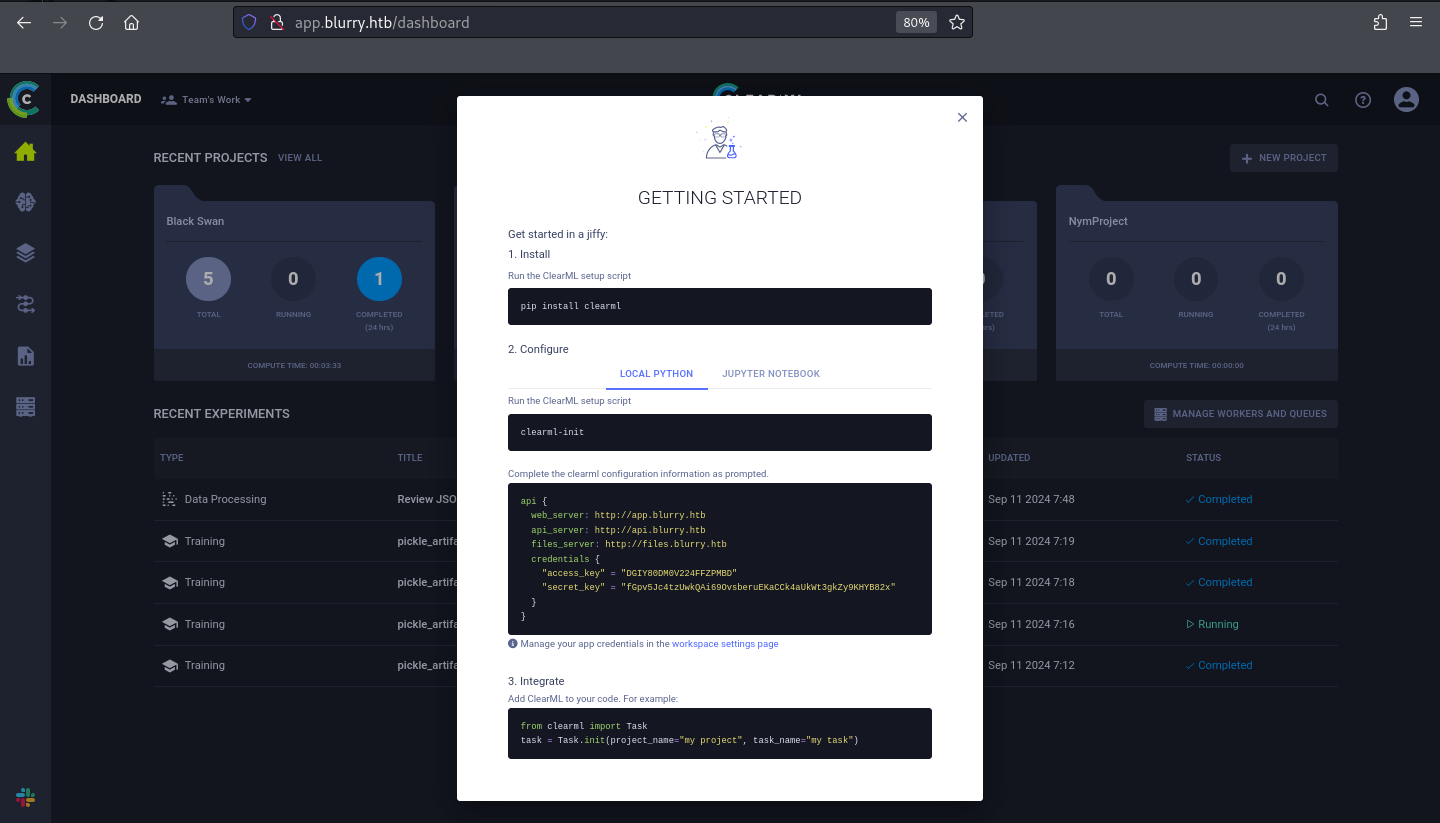 app.blurry.htb/dashboard
80%
DASHBOARD
Team's Work
RECENT PROJECTS VIEW ALL
NEW PROJECT
Black Swan
5 0 1
TOTAL RUNNING COMPLETED
(24 hrs)
COMPUTE TIME: 00:03:33
NymProject
0 0 0
TOTAL RUNNING COMPLETED
(24 hrs)
COMPUTE TIME: 00:00:00
RECENT EXPERIMENTS
MANAGE WORKERS AND QUEUES
TYPE TITLE UPDATED STATUS
Data Processing Review JSO Sep 11 2024 7:48 Completed
Training pickle_artifa Sep 11 2024 7:19 Completed
Training pickle_artifa Sep 11 2024 7:18 Completed
Training pickle_artifa Sep 11 2024 7:16 Running
Training pickle_artifa Sep 11 2024 7:12 Completed
GETTING STARTED
Get started in a jiffy:
1. Install
Run the ClearML setup script
pip install clearml
2. Configure
LOCAL PYTHON JUPYTER NOTEBOOK
Run the ClearML setup script
clearml-init
Complete the clearml configuration information as prompted.
api {
web_server: http://app.blurry.htb
api_server: http://api.blurry.htb
files_server: http://files.blurry.htb
credentials {
"access_key" = "DGIY80DM0V224FFZPMBD"
"secret_key" = "fGpv5Jc4tzUwkQAi69OvsberuEKaCCk4aUkWt3gkZy9KHYB82x"
}
}
Manage your app credentials in the workspace settings page
3. Integrate
Add ClearML to your code. For example:
from clearml import Task
task = Task.init(project_name="my project", task_name="my task")